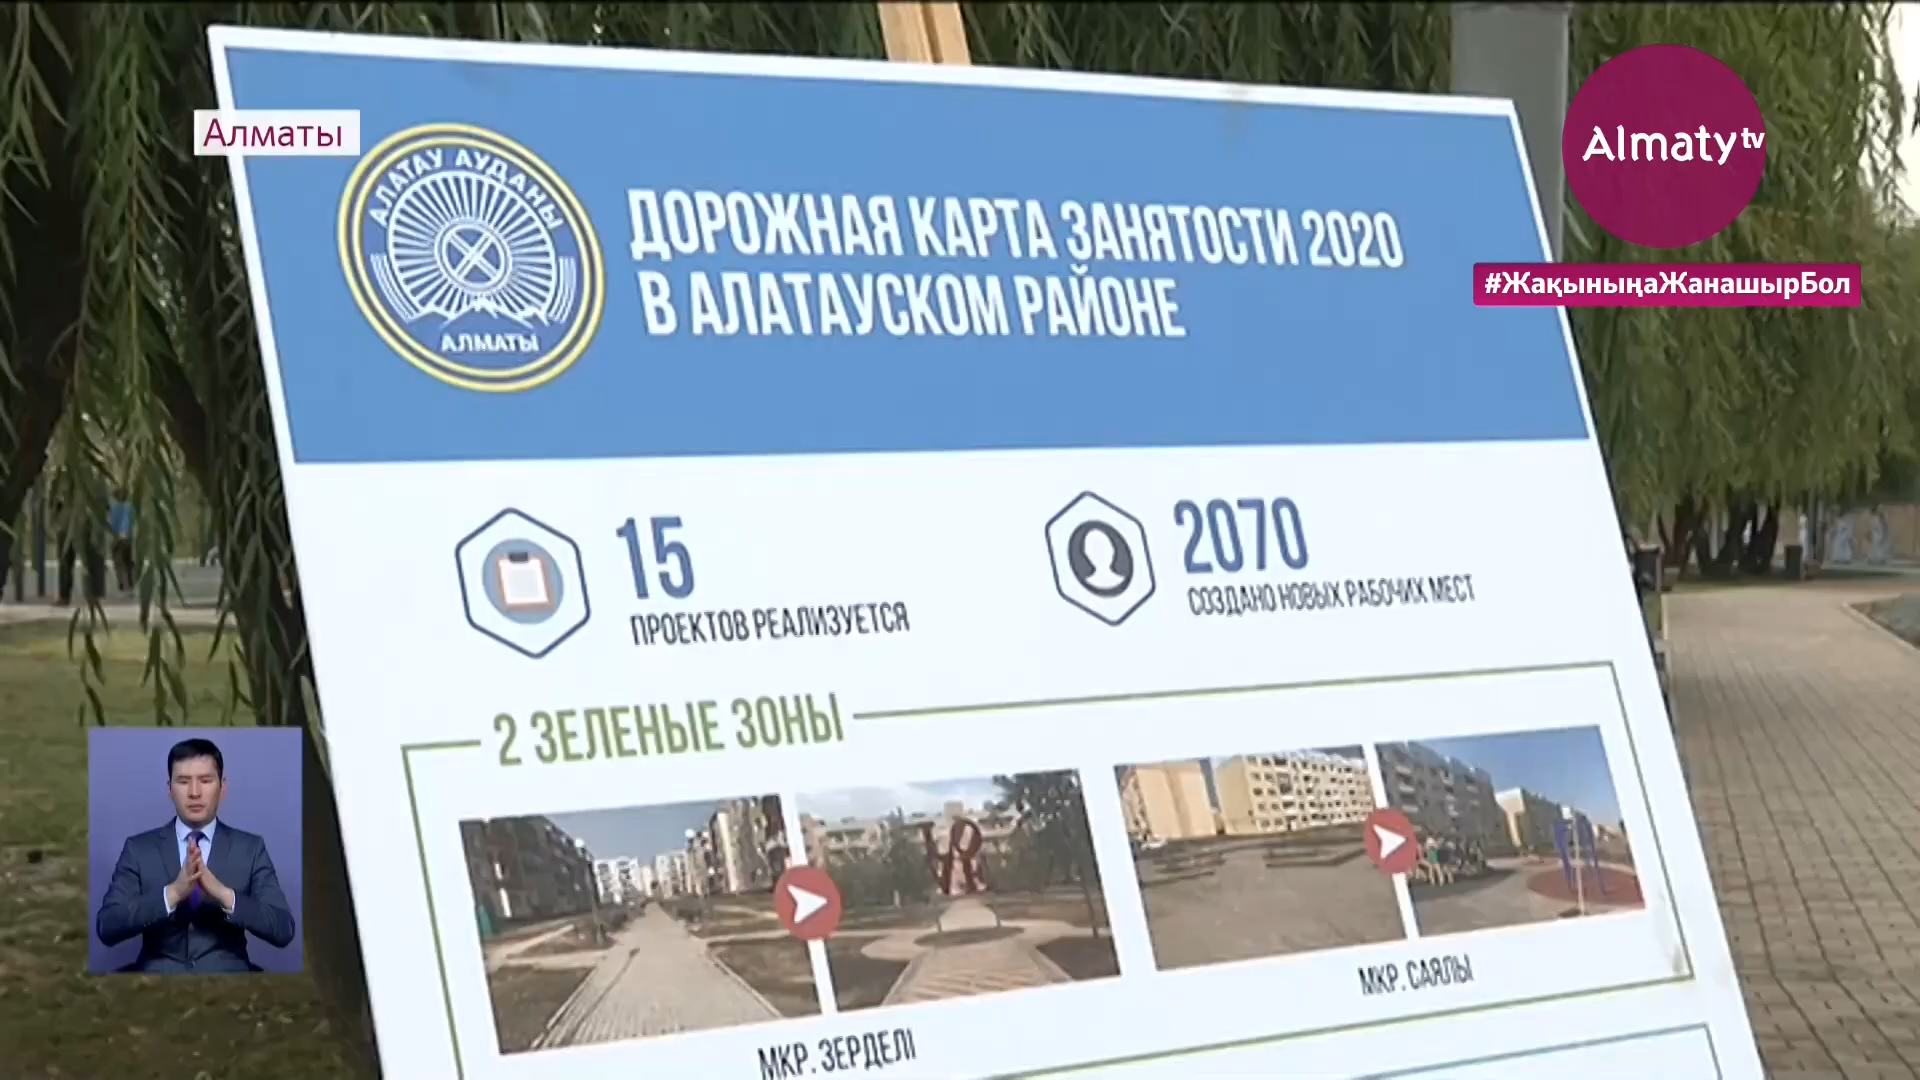 Алматы
Almaty tv
#ЖақыныңаЖанашырБол
АЛАТАУ АУДАНЫ
АЛМАТЫ
ДОРОЖНАЯ КАРТА ЗАНЯТОСТИ 2020
В АЛАТАУСКОМ РАЙОНЕ
15
ПРОЕКТОВ РЕАЛИЗУЕТСЯ
2070
СОЗДАНО НОВЫХ РАБОЧИХ МЕСТ
2 ЗЕЛЕНЫЕ ЗОНЫ
МКР. ЗЕРДЕЛІ
МКР. САЯЛЫ